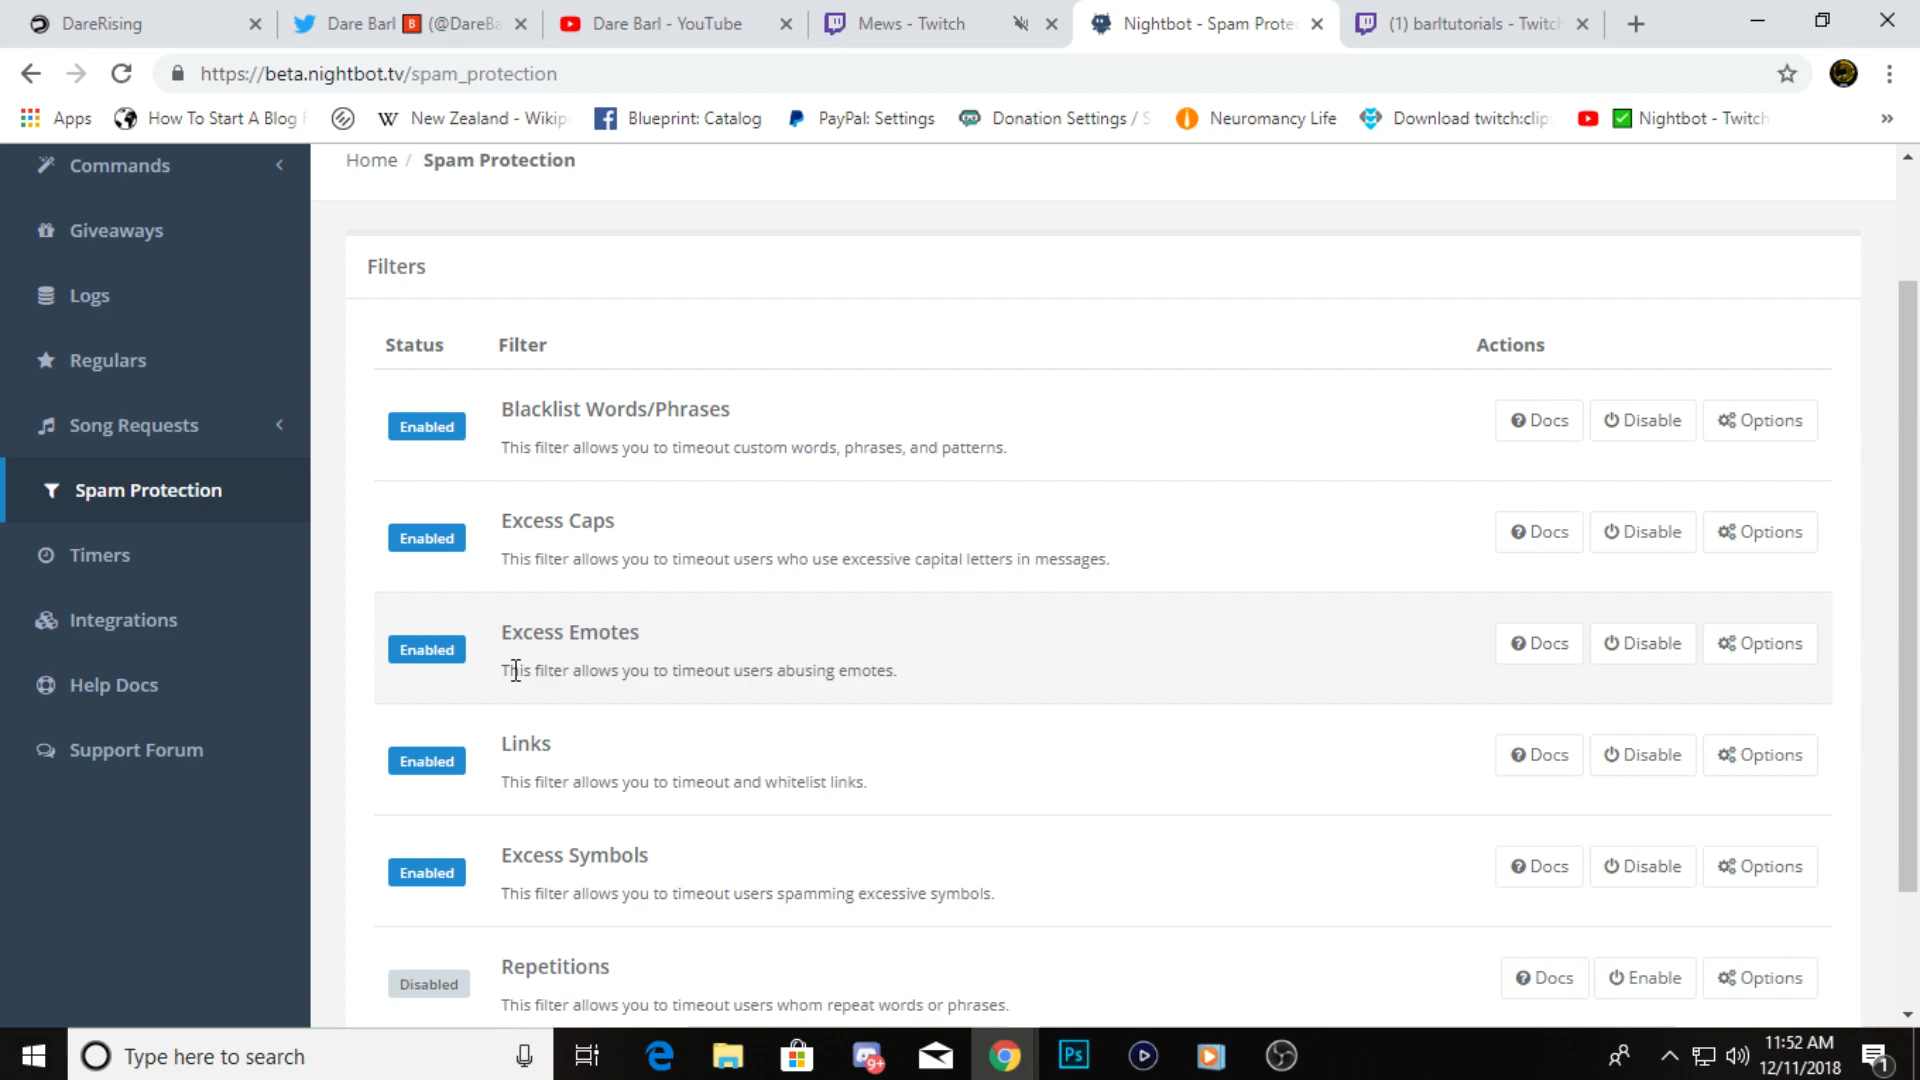 DareRising
Dare Barl B (@DareBa
Dare Barl - YouTube
Mews - Twitch
Nightbot - Spam Prote
(1) barltutorials - Twitch
https://beta.nightbot.tv/spam_protection
Apps
How To Start A Blog
New Zealand - Wikip
Blueprint: Catalog
PayPal: Settings
Donation Settings / S
Neuromancy Life
Download twitch:clip
Nightbot - Twitch
»
Commands
Giveaways
Logs
Regulars
Song Requests
Spam Protection
Timers
Integrations
Help Docs
Support Forum
Home / Spam Protection
Filters
Status Filter Actions
Blacklist Words/Phrases
Enabled Docs Disable Options
This filter allows you to timeout custom words, phrases, and patterns.
Excess Caps
Enabled Docs Disable Options
This filter allows you to timeout users who use excessive capital letters in messages.
Excess Emotes
Enabled Docs Disable Options
This filter allows you to timeout users abusing emotes.
Links
Enabled Docs Disable Options
This filter allows you to timeout and whitelist links.
Excess Symbols
Enabled Docs Disable Options
This filter allows you to timeout users spamming excessive symbols.
Repetitions
Disabled Docs Enable Options
This filter allows you to timeout users whom repeat words or phrases.
Type here to search
9+
Ps
11:52 AM
12/11/2018
1